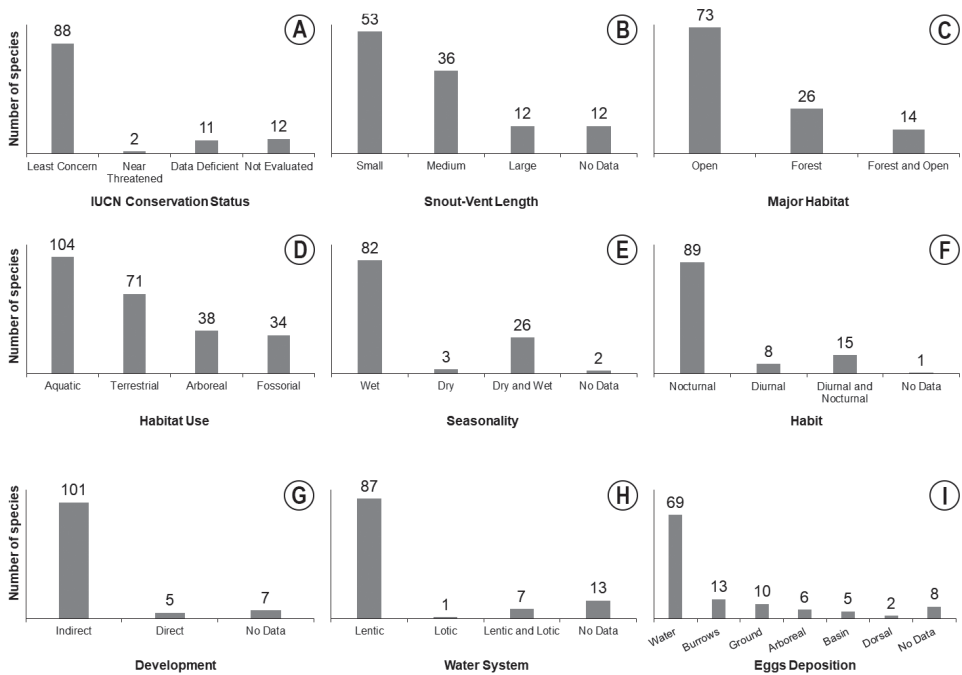 Number of species
88
2
11
12
A
Least Concern
Near
Threatened
Data Deficient
Not Evaluated
IUCN Conservation Status
53
36
12
12
B
Small
Medium
Large
No Data
Snout-Vent Length
73
26
14
C
Open
Forest
Forest and Open
Major Habitat
Number of species
104
71
38
34
D
Aquatic
Terrestrial
Arboreal
Fossorial
Habitat Use
82
3
26
2
E
Wet
Dry
Dry and Wet
No Data
Seasonality
89
8
15
1
F
Nocturnal
Diurnal
Diurnal and
Nocturnal
No Data
Habit
Number of species
101
5
7
G
Indirect
Direct
No Data
Development
87
1
7
13
H
Lentic
Lotic
Lentic and Lotic
No Data
Water System
69
13
10
6
5
2
8
I
Water
Burrows
Ground
Arboreal
Basin
Dorsal
No Data
Eggs Deposition